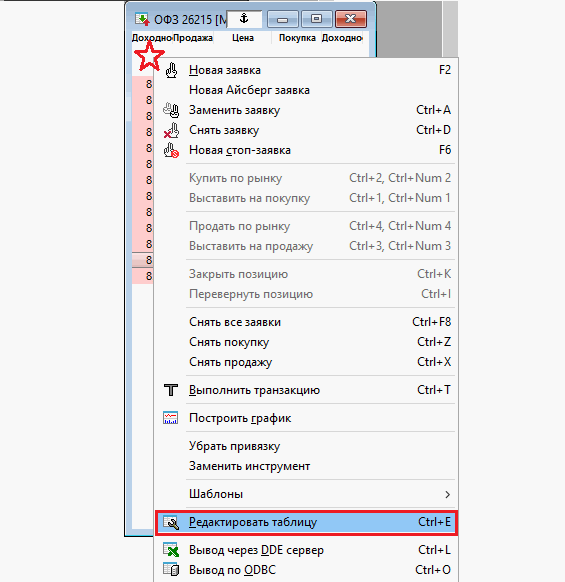 ОФЗ 26215 [М
Доходно Продажа Цена Покупка Доходнос
8
Новая заявка F2
8
Новая Айсберг заявка
8
Заменить заявку Ctrl+A
8
Снять заявку Ctrl+D
8
Новая стоп-заявка F6
8
Купить по рынку Ctrl+2, Ctrl+Num 2
8
Выставить на покупку Ctrl+1, Ctrl+Num 1
8
Продать по рынку Ctrl+4, Ctrl+Num 4
8
Выставить на продажу Ctrl+3, Ctrl+Num 3
8
Закрыть позицию Ctrl+K
8
Перевернуть позицию Ctrl+I
8
Снять все заявки Ctrl+F8
Снять покупку Ctrl+Z
Снять продажу Ctrl+X
Выполнить транзакцию Ctrl+T
Построить график
Убрать привязку
Заменить инструмент
Шаблоны
Редактировать таблицу Ctrl+E
Вывод через DDE сервер Ctrl+L
Вывод по ODBC Ctrl+O